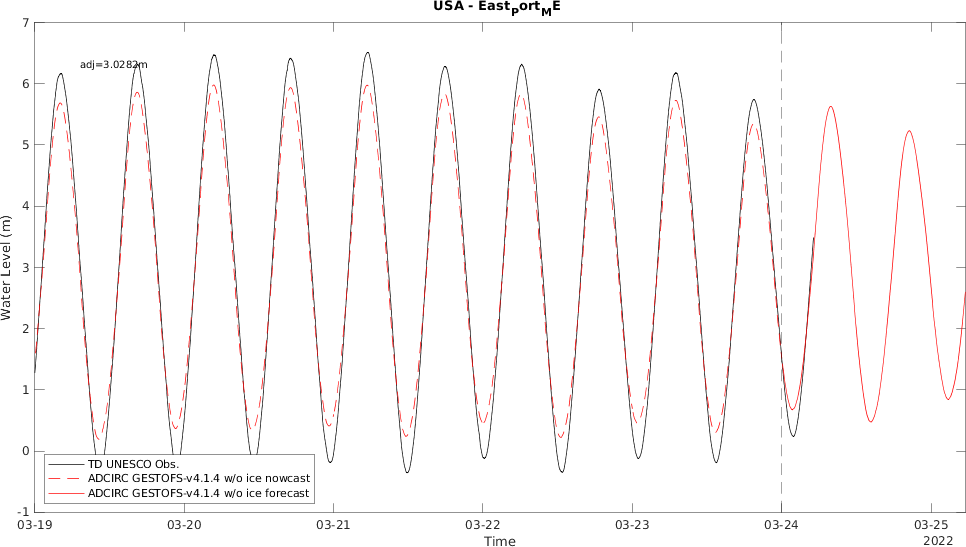 USA - EastPortME
adj=3.0282m
7
6
5
4
3
2
1
0
-1
Water Level (m)
TD UNESCO Obs.
ADCIRC GESTOFS-v4.1.4 w/o ice nowcast
ADCIRC GESTOFS-v4.1.4 w/o ice forecast
03-19 03-20 03-21 03-22 03-23 03-24 03-25
Time
2022